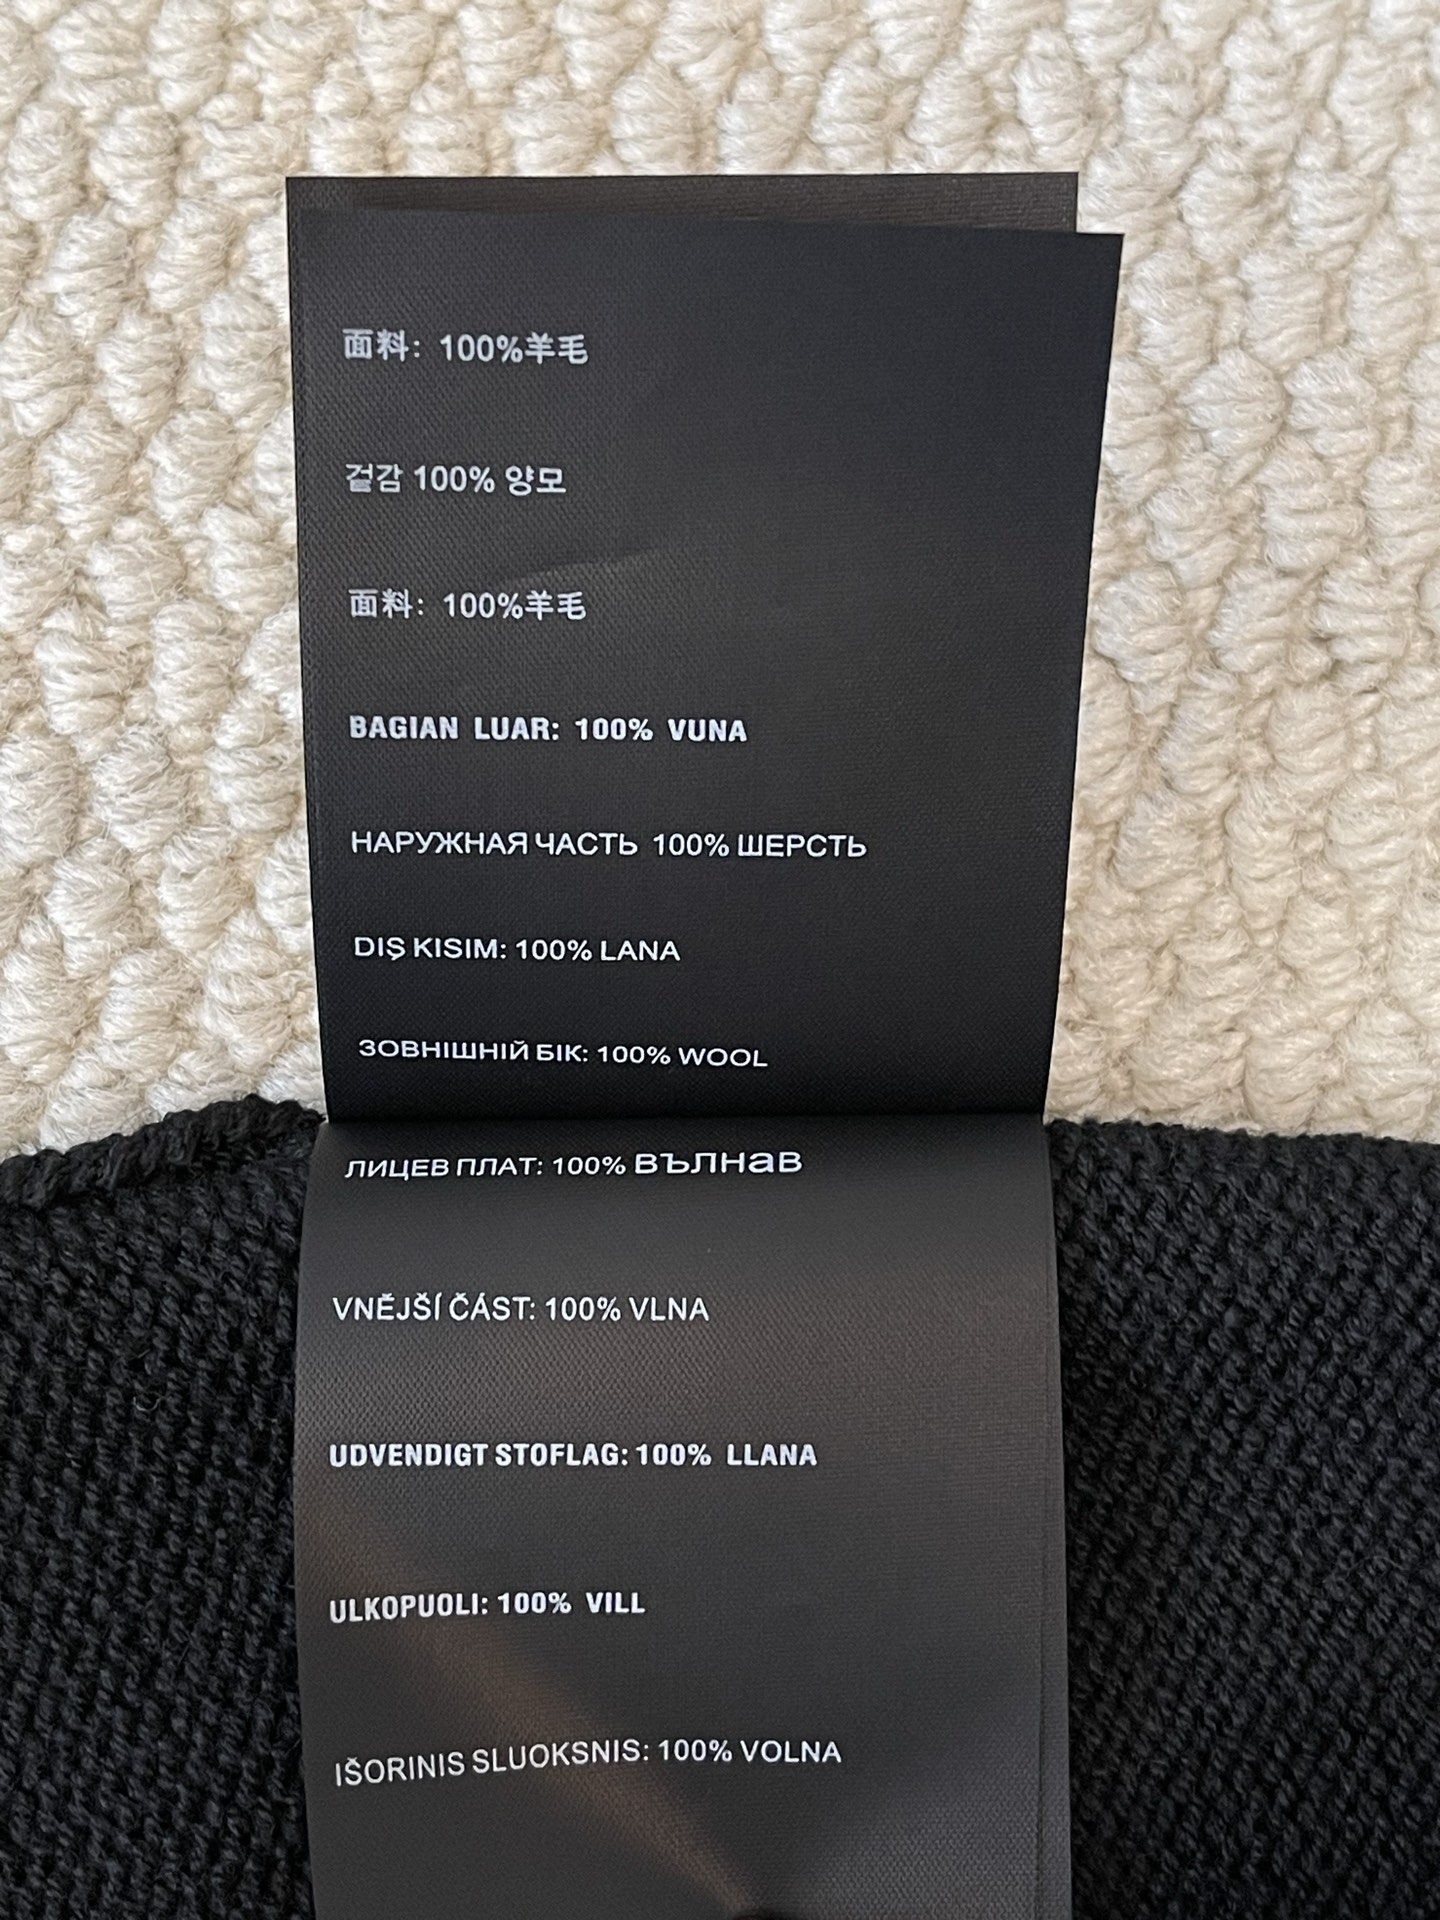 面料：100%羊毛
겉감 100% 양모
面料：100%羊毛
BAGIAN LUAR: 100% VUNA
НАРУЖНАЯ ЧАСТЬ 100% ШЕРСТЬ
DIŞ KISIM: 100% LANA
ЗОВНІШНІЙ БІК: 100% WOOL
ЛИЦЕВ ПЛАТ: 100% вълнав
VNĚJŠÍ ČÁST: 100% VLNA
UDVENDIGT STOFLAG: 100% LLANA
ULKOPUOLI: 100% VILL
IŠORINIS SLUOKSNIS: 100% VOLNA